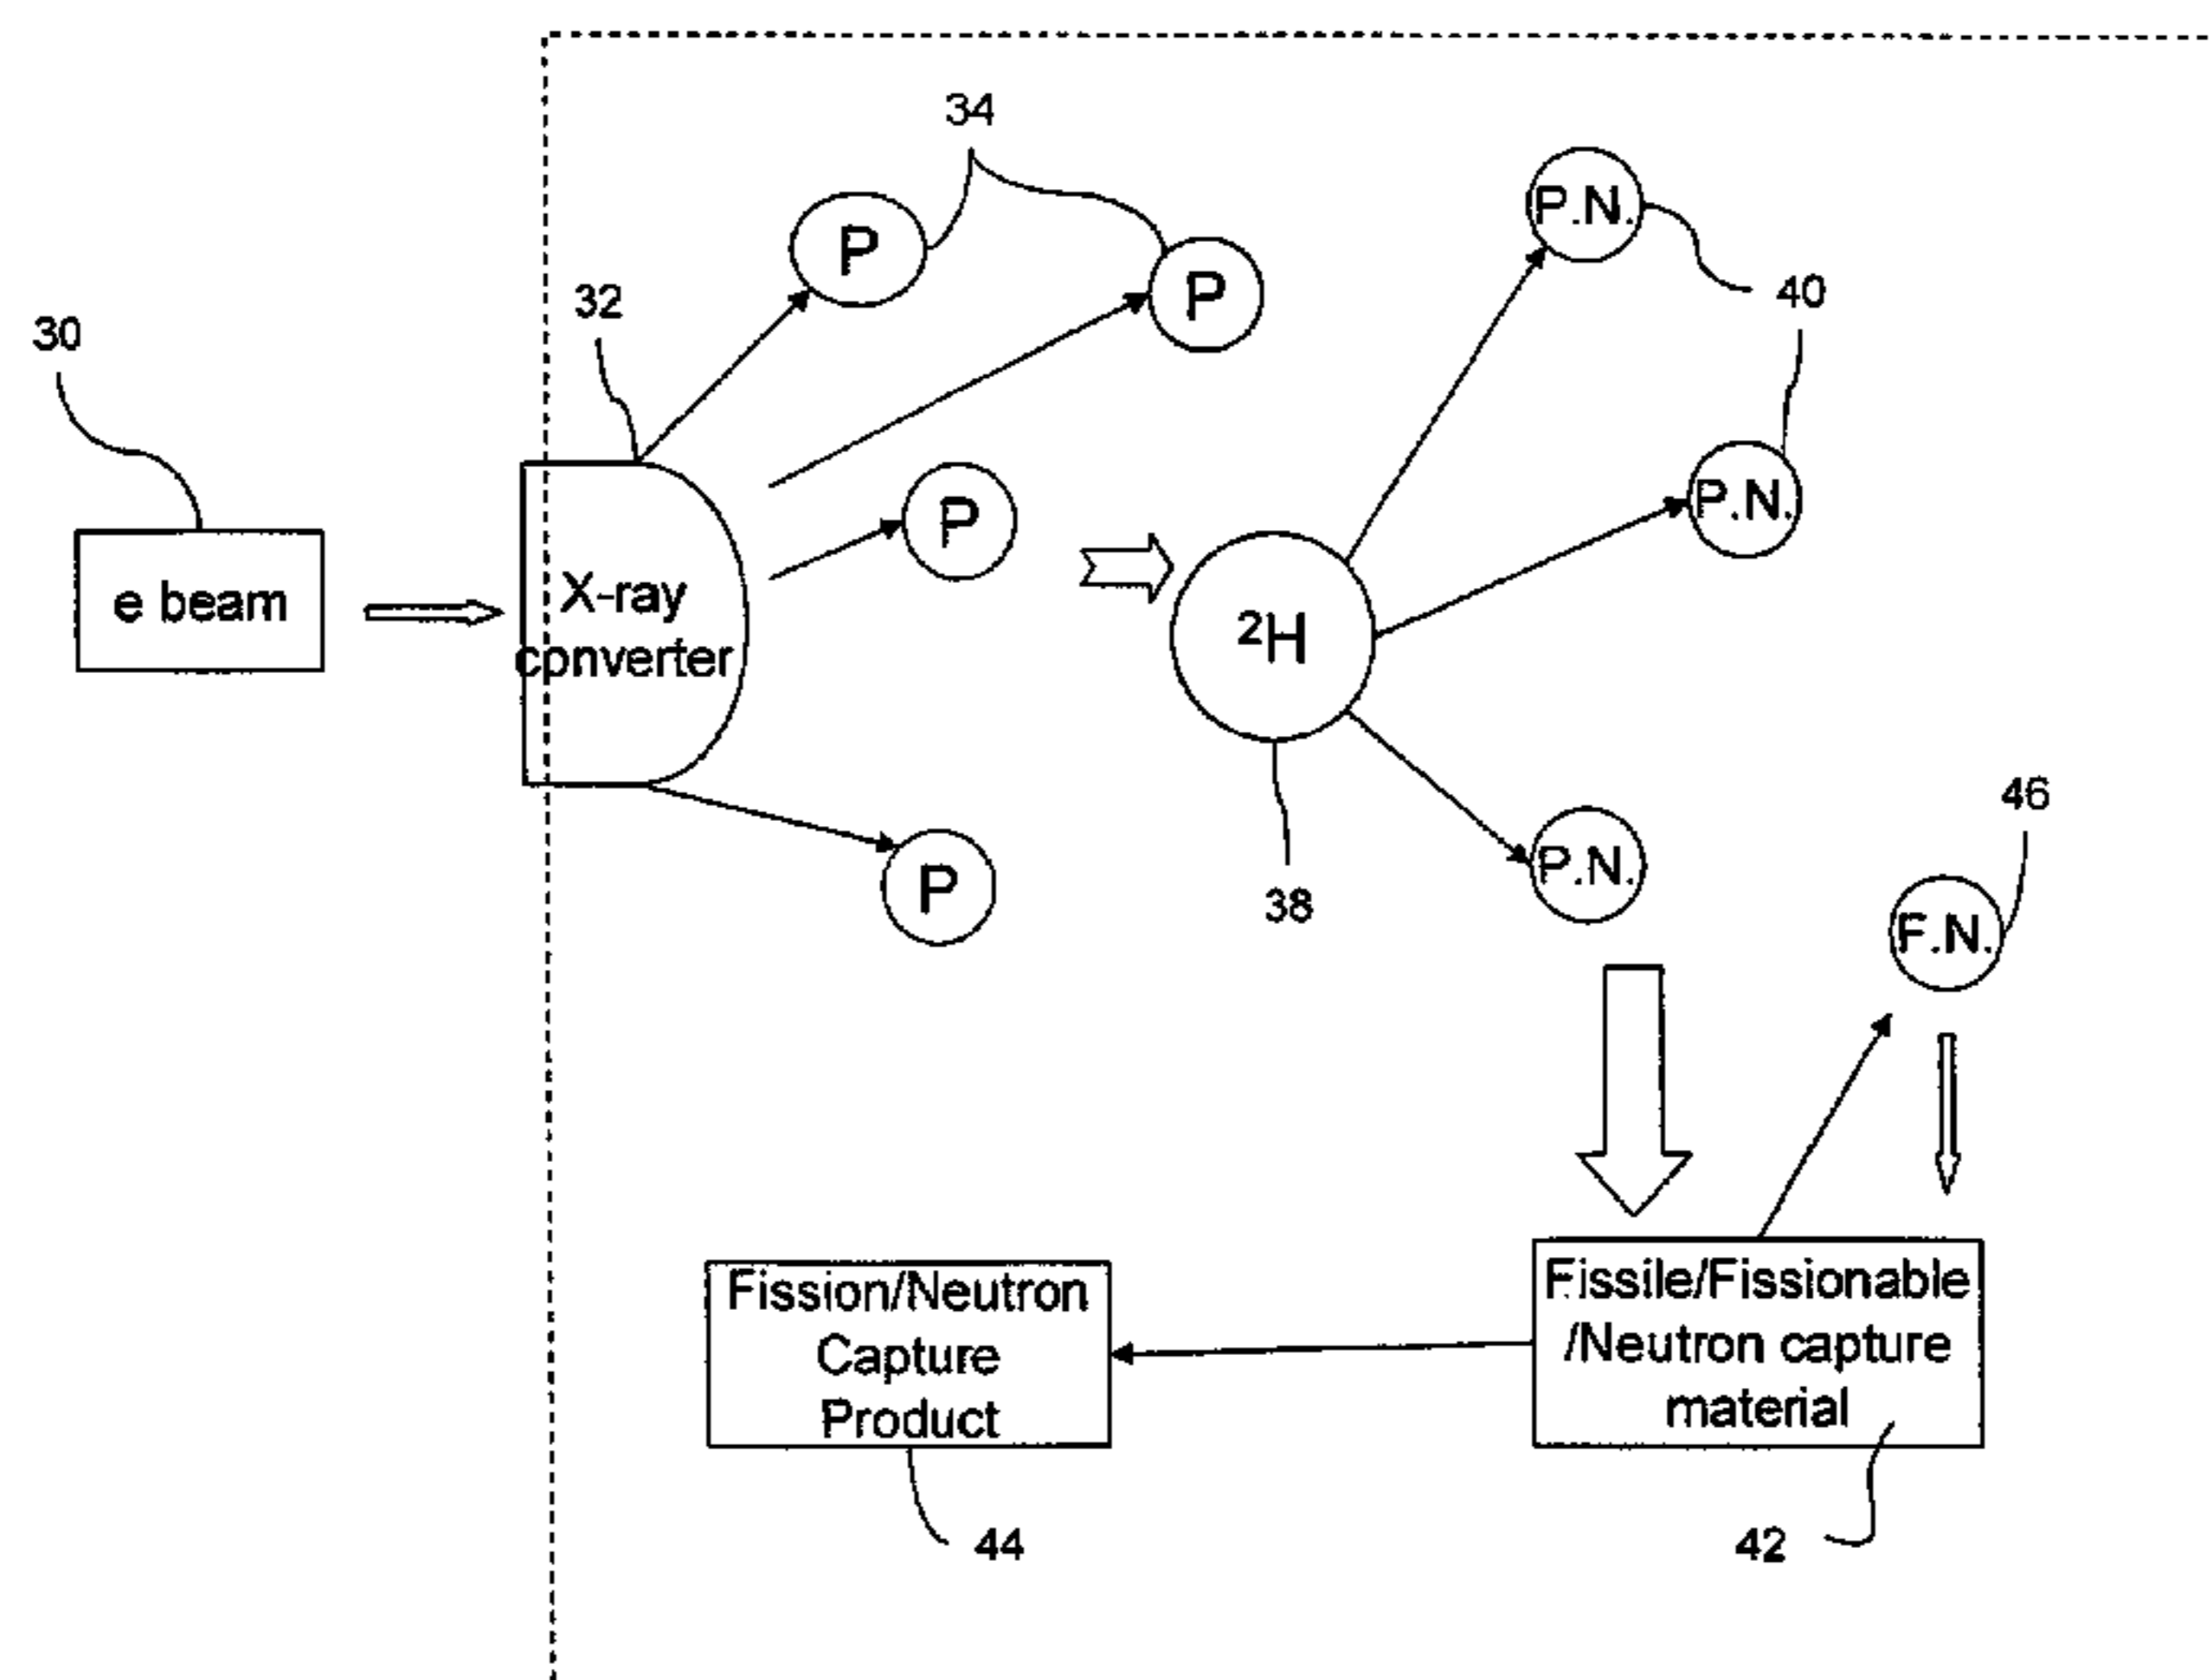 34
P
P
P.N.
40
32
30
P
P.N.
e beam
X-ray
converter
²H
P
38
P.N.
46
F.N.
Fission/Neutron
Capture
Product
Fissile/Fissionable
/Neutron capture
material
44
42